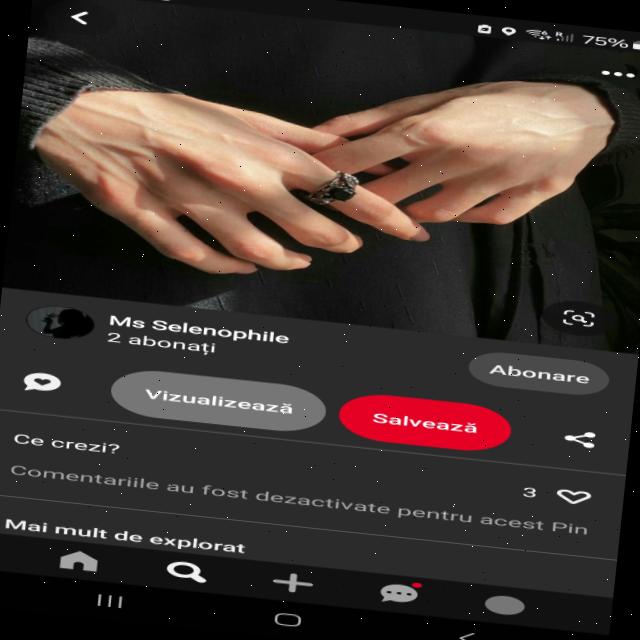 75%
Ms Selenophile
2 abonați
Abonare
Vizualizează
Salvează
Ce crezi?
3
Comentariile au fost dezactivate pentru acest Pin
Mai mult de explorat